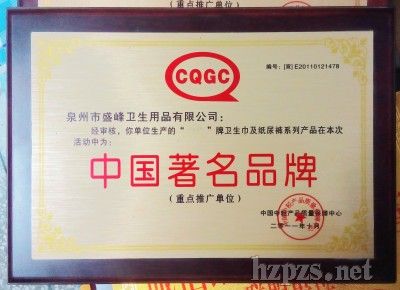 (重点推广单位)
CQGC
编号:[宣]E20110121478
泉州市盛峰卫生用品有限公司:
经审核,你单位生产的“ ”牌卫生巾及纸尿裤系列产品在本次
活动中为:
中国著名品牌
(重点推广单位)
中国中轻产品质量保障中心
二零一一年十月
hzpzs.net